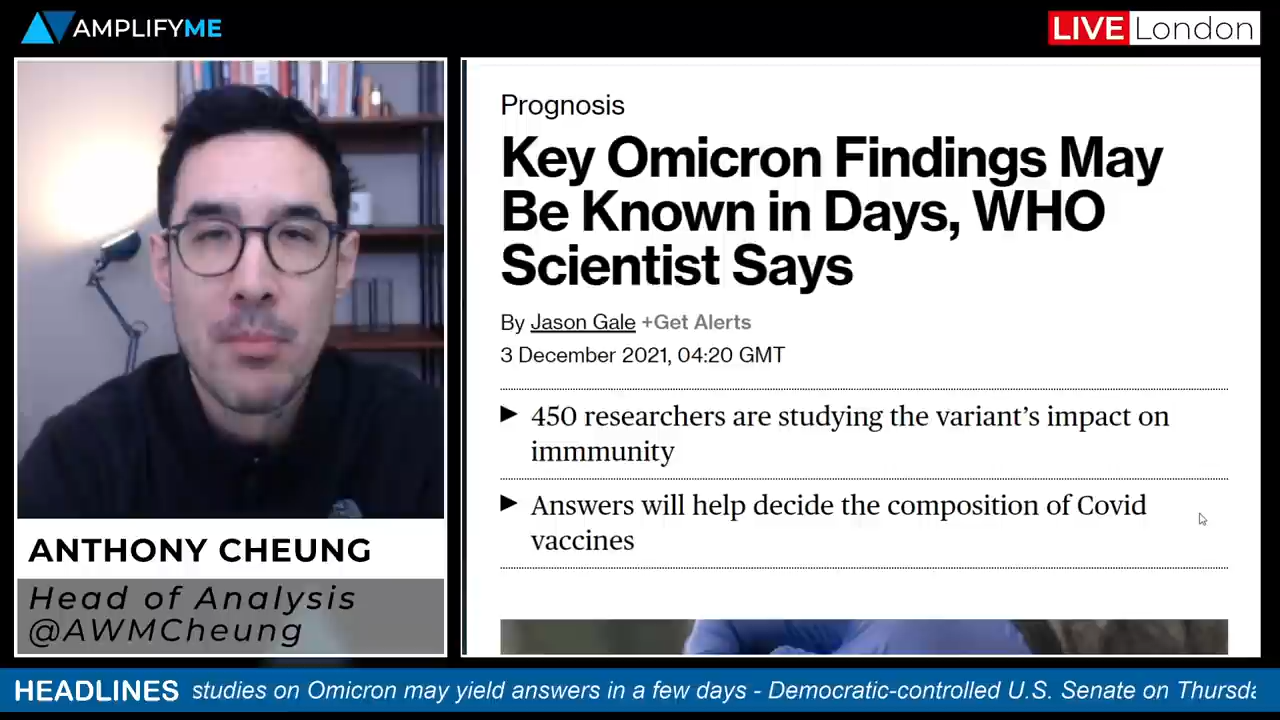 AMPLIFYME
LIVE London
Prognosis
Key Omicron Findings May
Be Known in Days, WHO
Scientist Says
By Jason Gale +Get Alerts
3 December 2021, 04:20 GMT
450 researchers are studying the variant's impact on
immmunity
Answers will help decide the composition of Covid
vaccines
ANTHONY CHEUNG
Head of Analysis
@AWMCheung
HEADLINES studies on Omicron may yield answers in a few days - Democratic-controlled U.S. Senate on Thursda